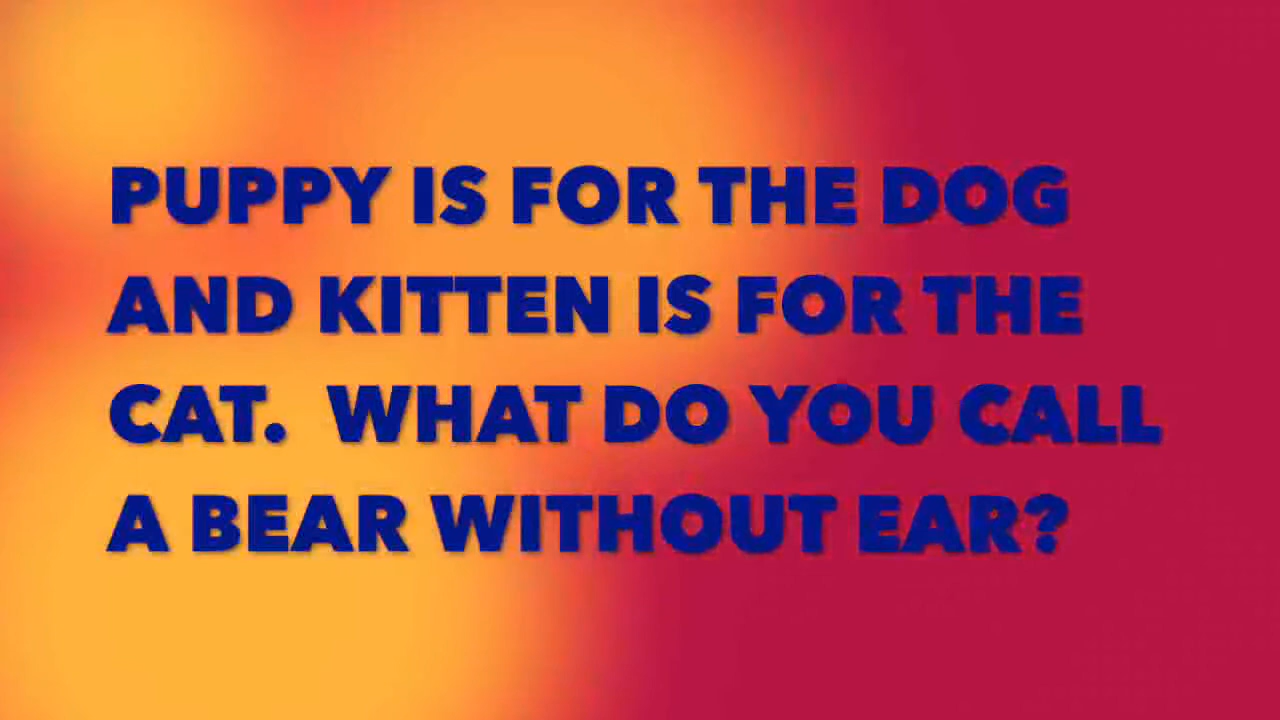 PUPPY IS FOR THE DOG
AND KITTEN IS FOR THE
CAT.  WHAT DO YOU CALL
A BEAR WITHOUT EAR?